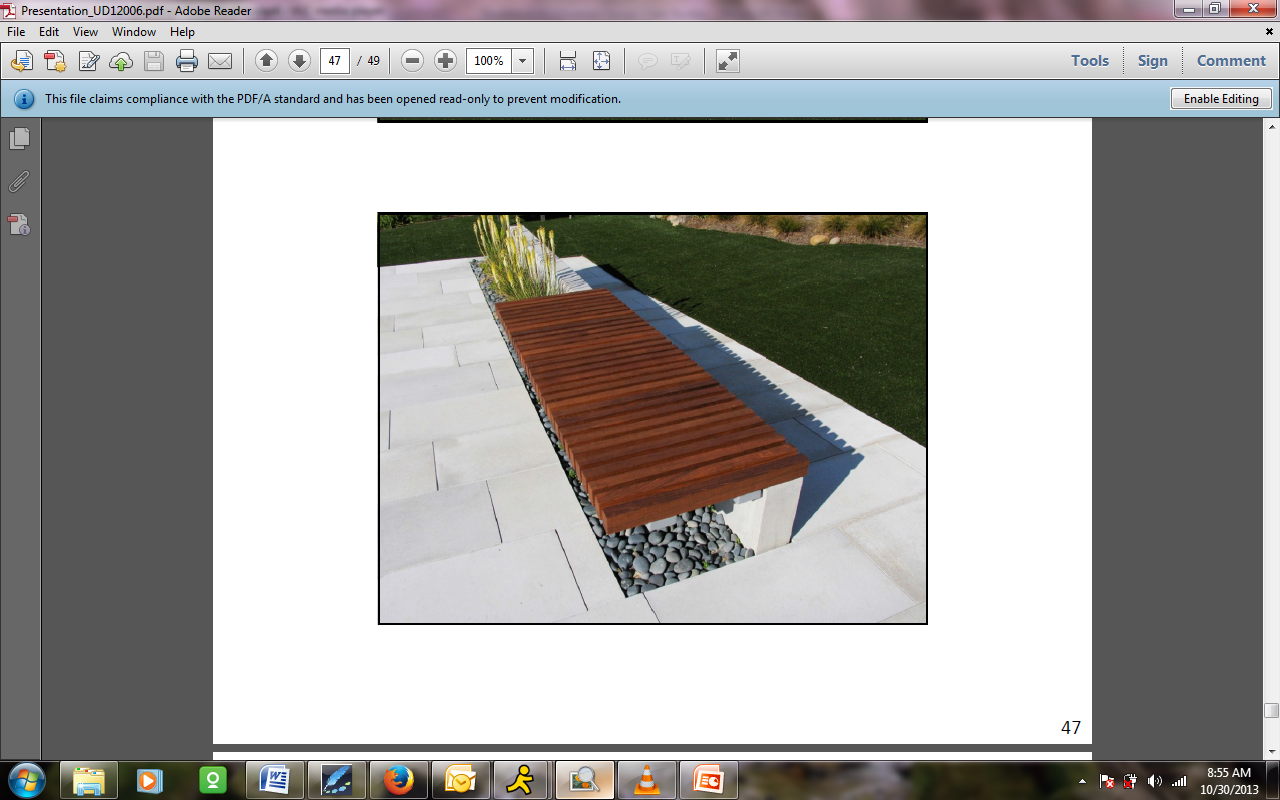 Presentation_UD12006.pdf - Adobe Reader
File Edit View Window Help
47 / 49 100% Tools Sign Comment
This file claims compliance with the PDF/A standard and has been opened read-only to prevent modification. Enable Editing
47
8:55 AM
10/30/2013